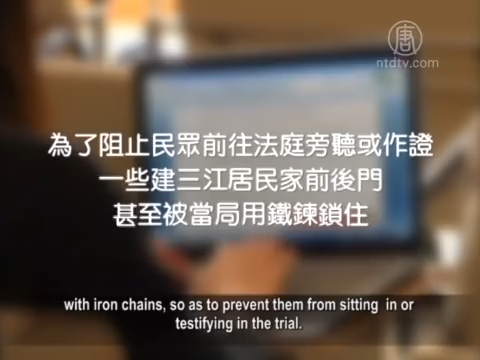 唐
ntdtv.com
為了阻止民眾前往法庭旁聽或作證
一些建三江居民家前後門
甚至被當局用鐵鍊鎖住
with iron chains, so as to prevent them from sitting  in or
testifying in the trial.